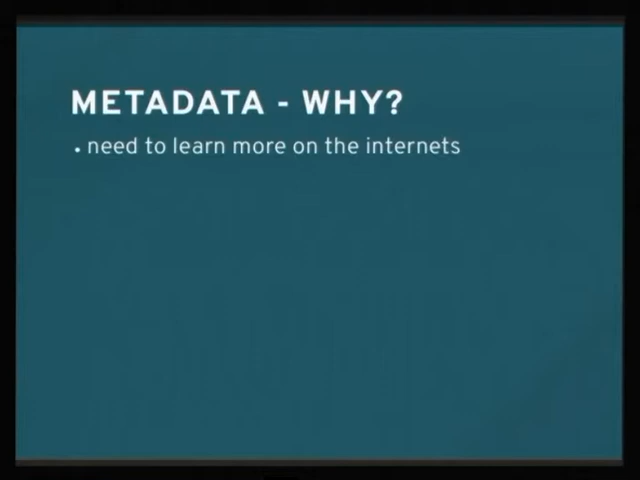 METADATA - WHY?
• need to learn more on the internets